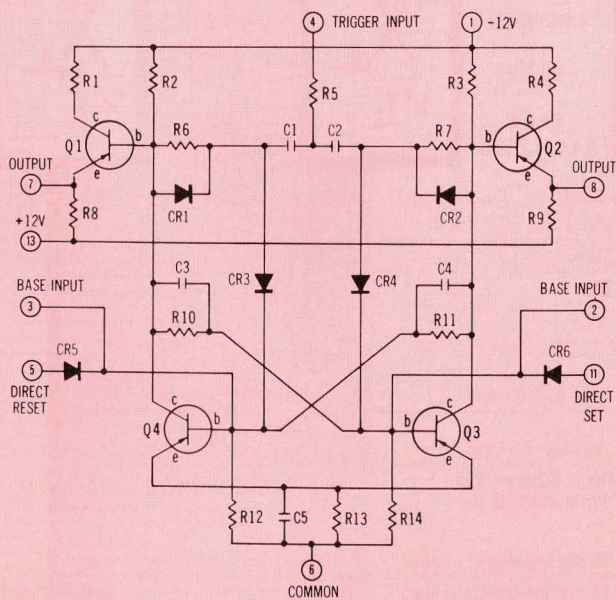 4 TRIGGER INPUT 1 -12V
R1 R2 R3 R4
R5
c R6 C1 C2 R7 c
Q1 b b Q2
e e
OUTPUT OUTPUT
7 8
CR1 CR2
R8 R9
+12V
13
C3 CR3 CR4 C4
BASE INPUT BASE INPUT
3 2
R10 R11
CR5 CR6
5 11
DIRECT RESET DIRECT SET
c c
Q4 b b Q3
e e
R12 C5 R13 R14
6
COMMON